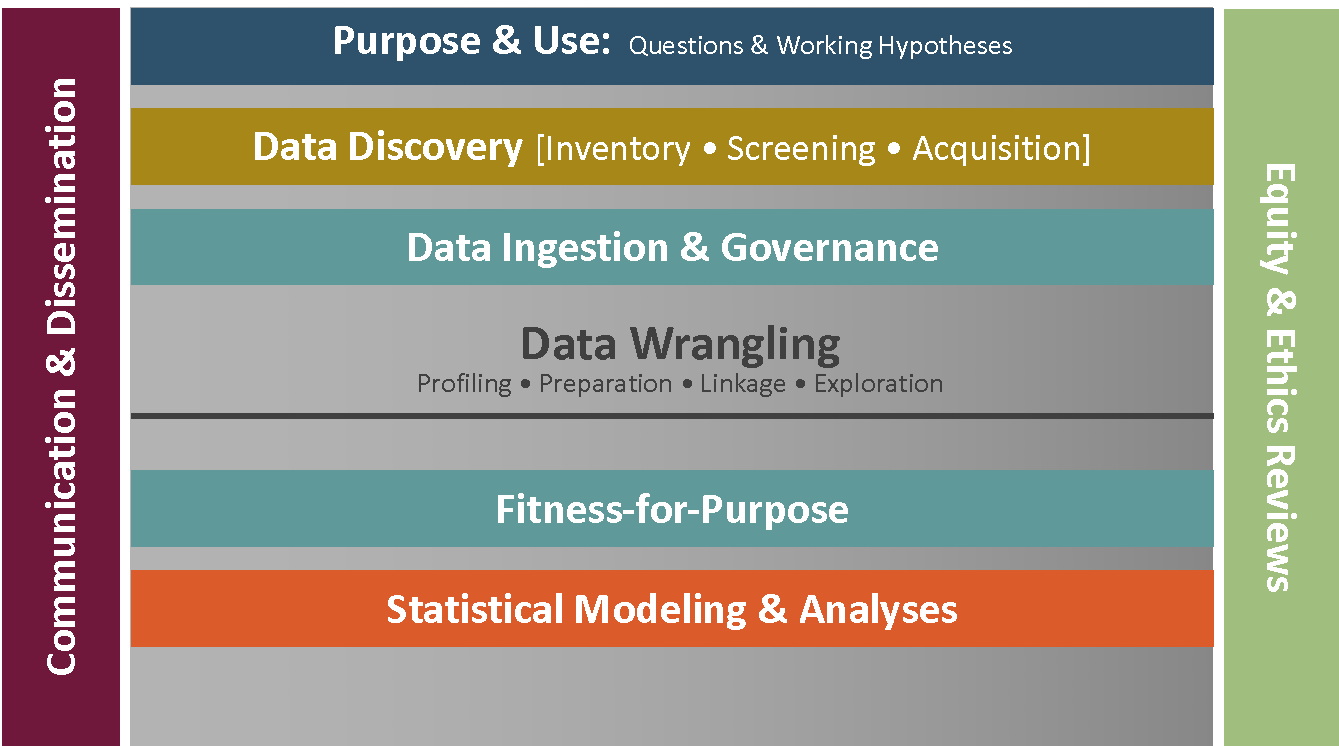 Communication & Dissemination
Purpose & Use: Questions & Working Hypotheses
Data Discovery [Inventory • Screening • Acquisition]
Data Ingestion & Governance
Data Wrangling
Profiling • Preparation • Linkage • Exploration
Fitness-for-Purpose
Statistical Modeling & Analyses
Equity & Ethics Reviews